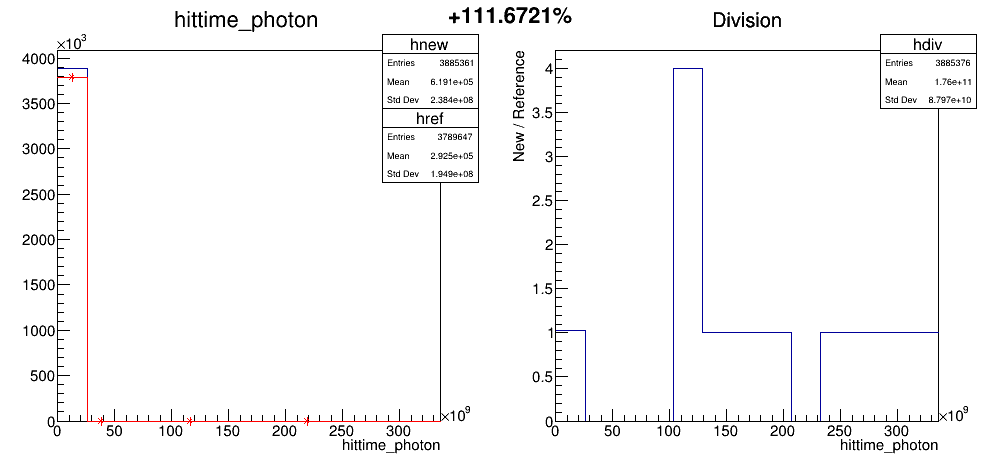 +111.6721%
hittime_photon
×10³
4000
3500
3000
2500
2000
1500
1000
500
0
0 50 100 150 200 250 300
×10⁹
hittime_photon
hnew
Entries 3885361
Mean 6.191e+05
Std Dev 2.384e+08
href
Entries 3789647
Mean 2.925e+05
Std Dev 1.949e+08
Division
New / Reference
4
3.5
3
2.5
2
1.5
1
0.5
0
0 50 100 150 200 250 300
×10⁹
hittime_photon
hdiv
Entries 3885376
Mean 1.76e+11
Std Dev 8.797e+10